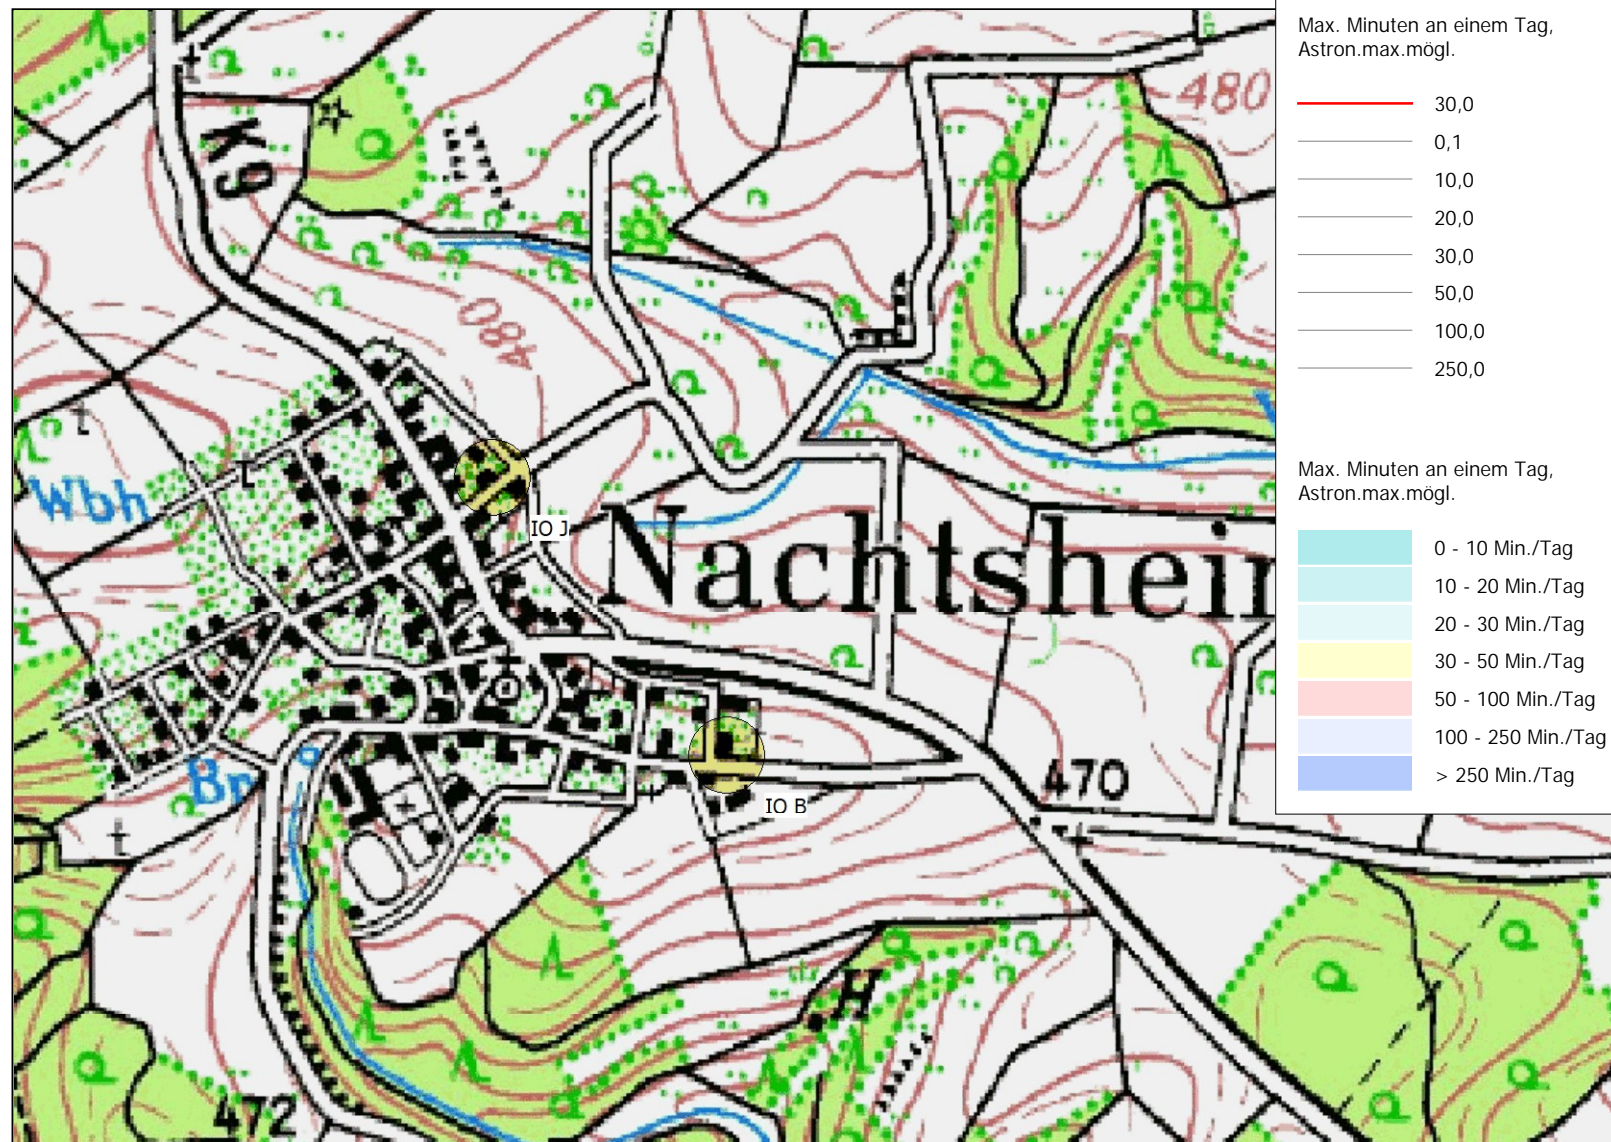 Max. Minuten an einem Tag,
Astron.max.mögl.
30,0
0,1
10,0
20,0
30,0
50,0
100,0
250,0
Max. Minuten an einem Tag,
Astron.max.mögl.
0 - 10 Min./Tag
10 - 20 Min./Tag
20 - 30 Min./Tag
30 - 50 Min./Tag
50 - 100 Min./Tag
100 - 250 Min./Tag
> 250 Min./Tag
480
K9
480
Wbh
IO J
Nachtshei
Bn
470
IO B
H
472